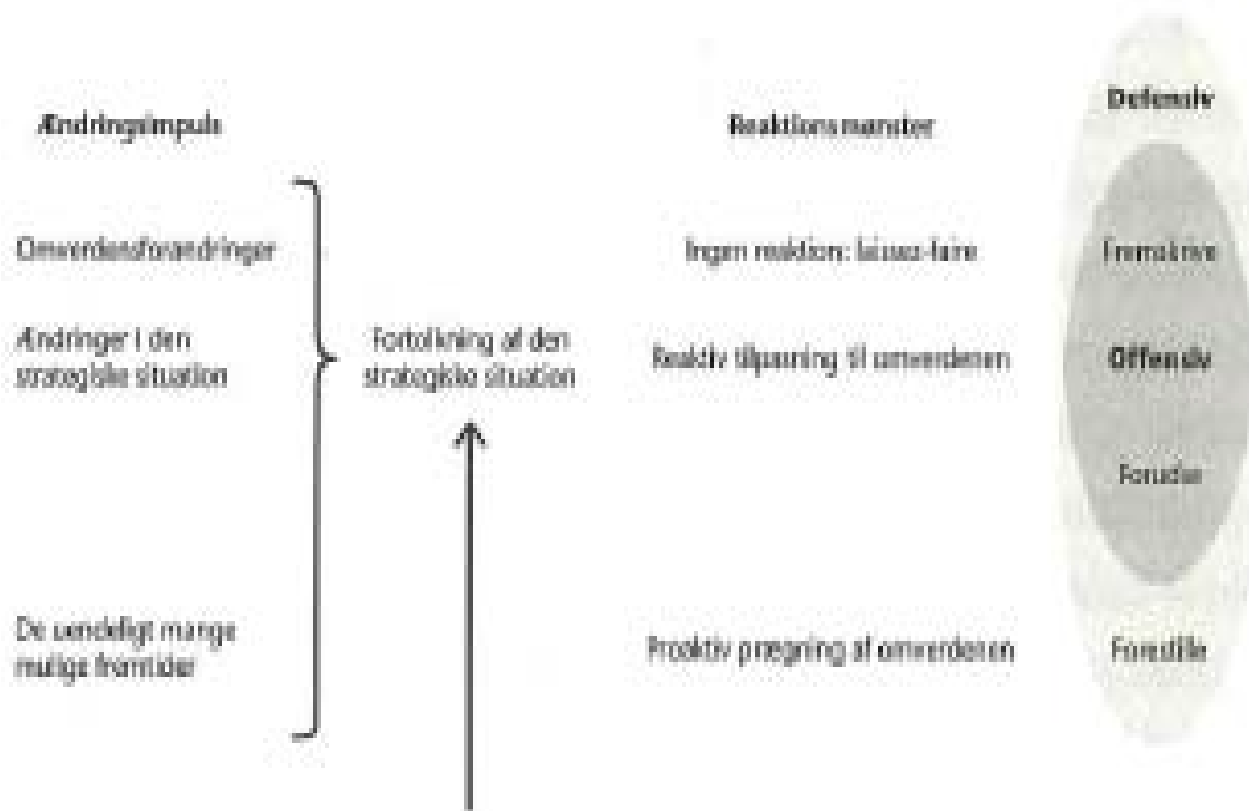 Ændringsimpuls
Omverdensforandringer
Ændringer i den
strategiske situation
De uendeligt mange
mulige fremtider
Fortolkning af den
strategiske situation
Reaktionsmønster
Ingen reaktion: laissez-faire
Reaktiv tilpasning til omverdenen
Proaktiv prægning af omverdenen
Defensiv
Fremskrive
Offensiv
Forudse
Forestille